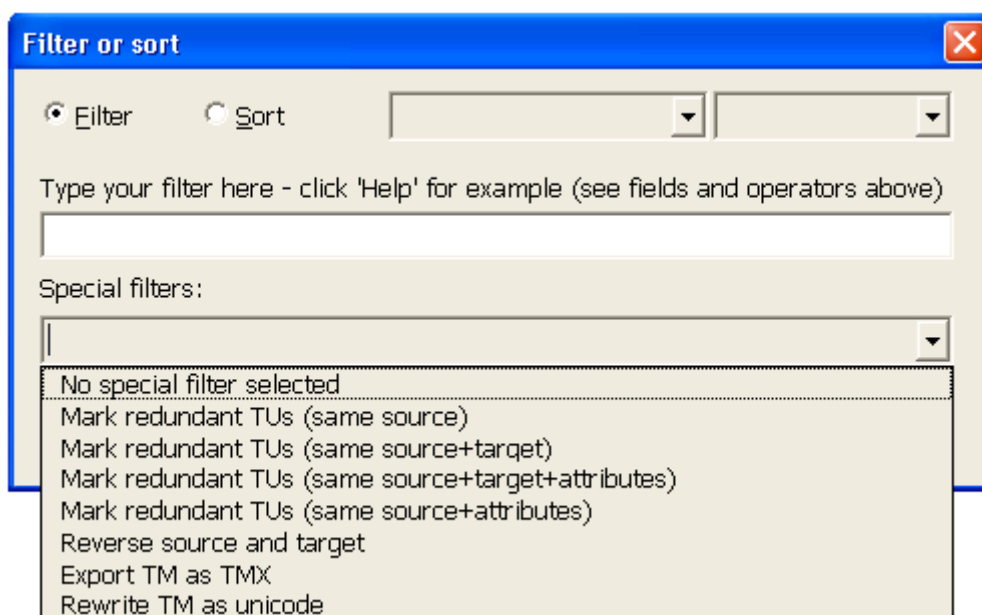 Filter or sort
Filter Sort
Type your filter here - click 'Help' for example (see fields and operators above)
Special filters:
No special filter selected
Mark redundant TUs (same source)
Mark redundant TUs (same source+target)
Mark redundant TUs (same source+target+attributes)
Mark redundant TUs (same source+attributes)
Reverse source and target
Export TM as TMX
Rewrite TM as unicode